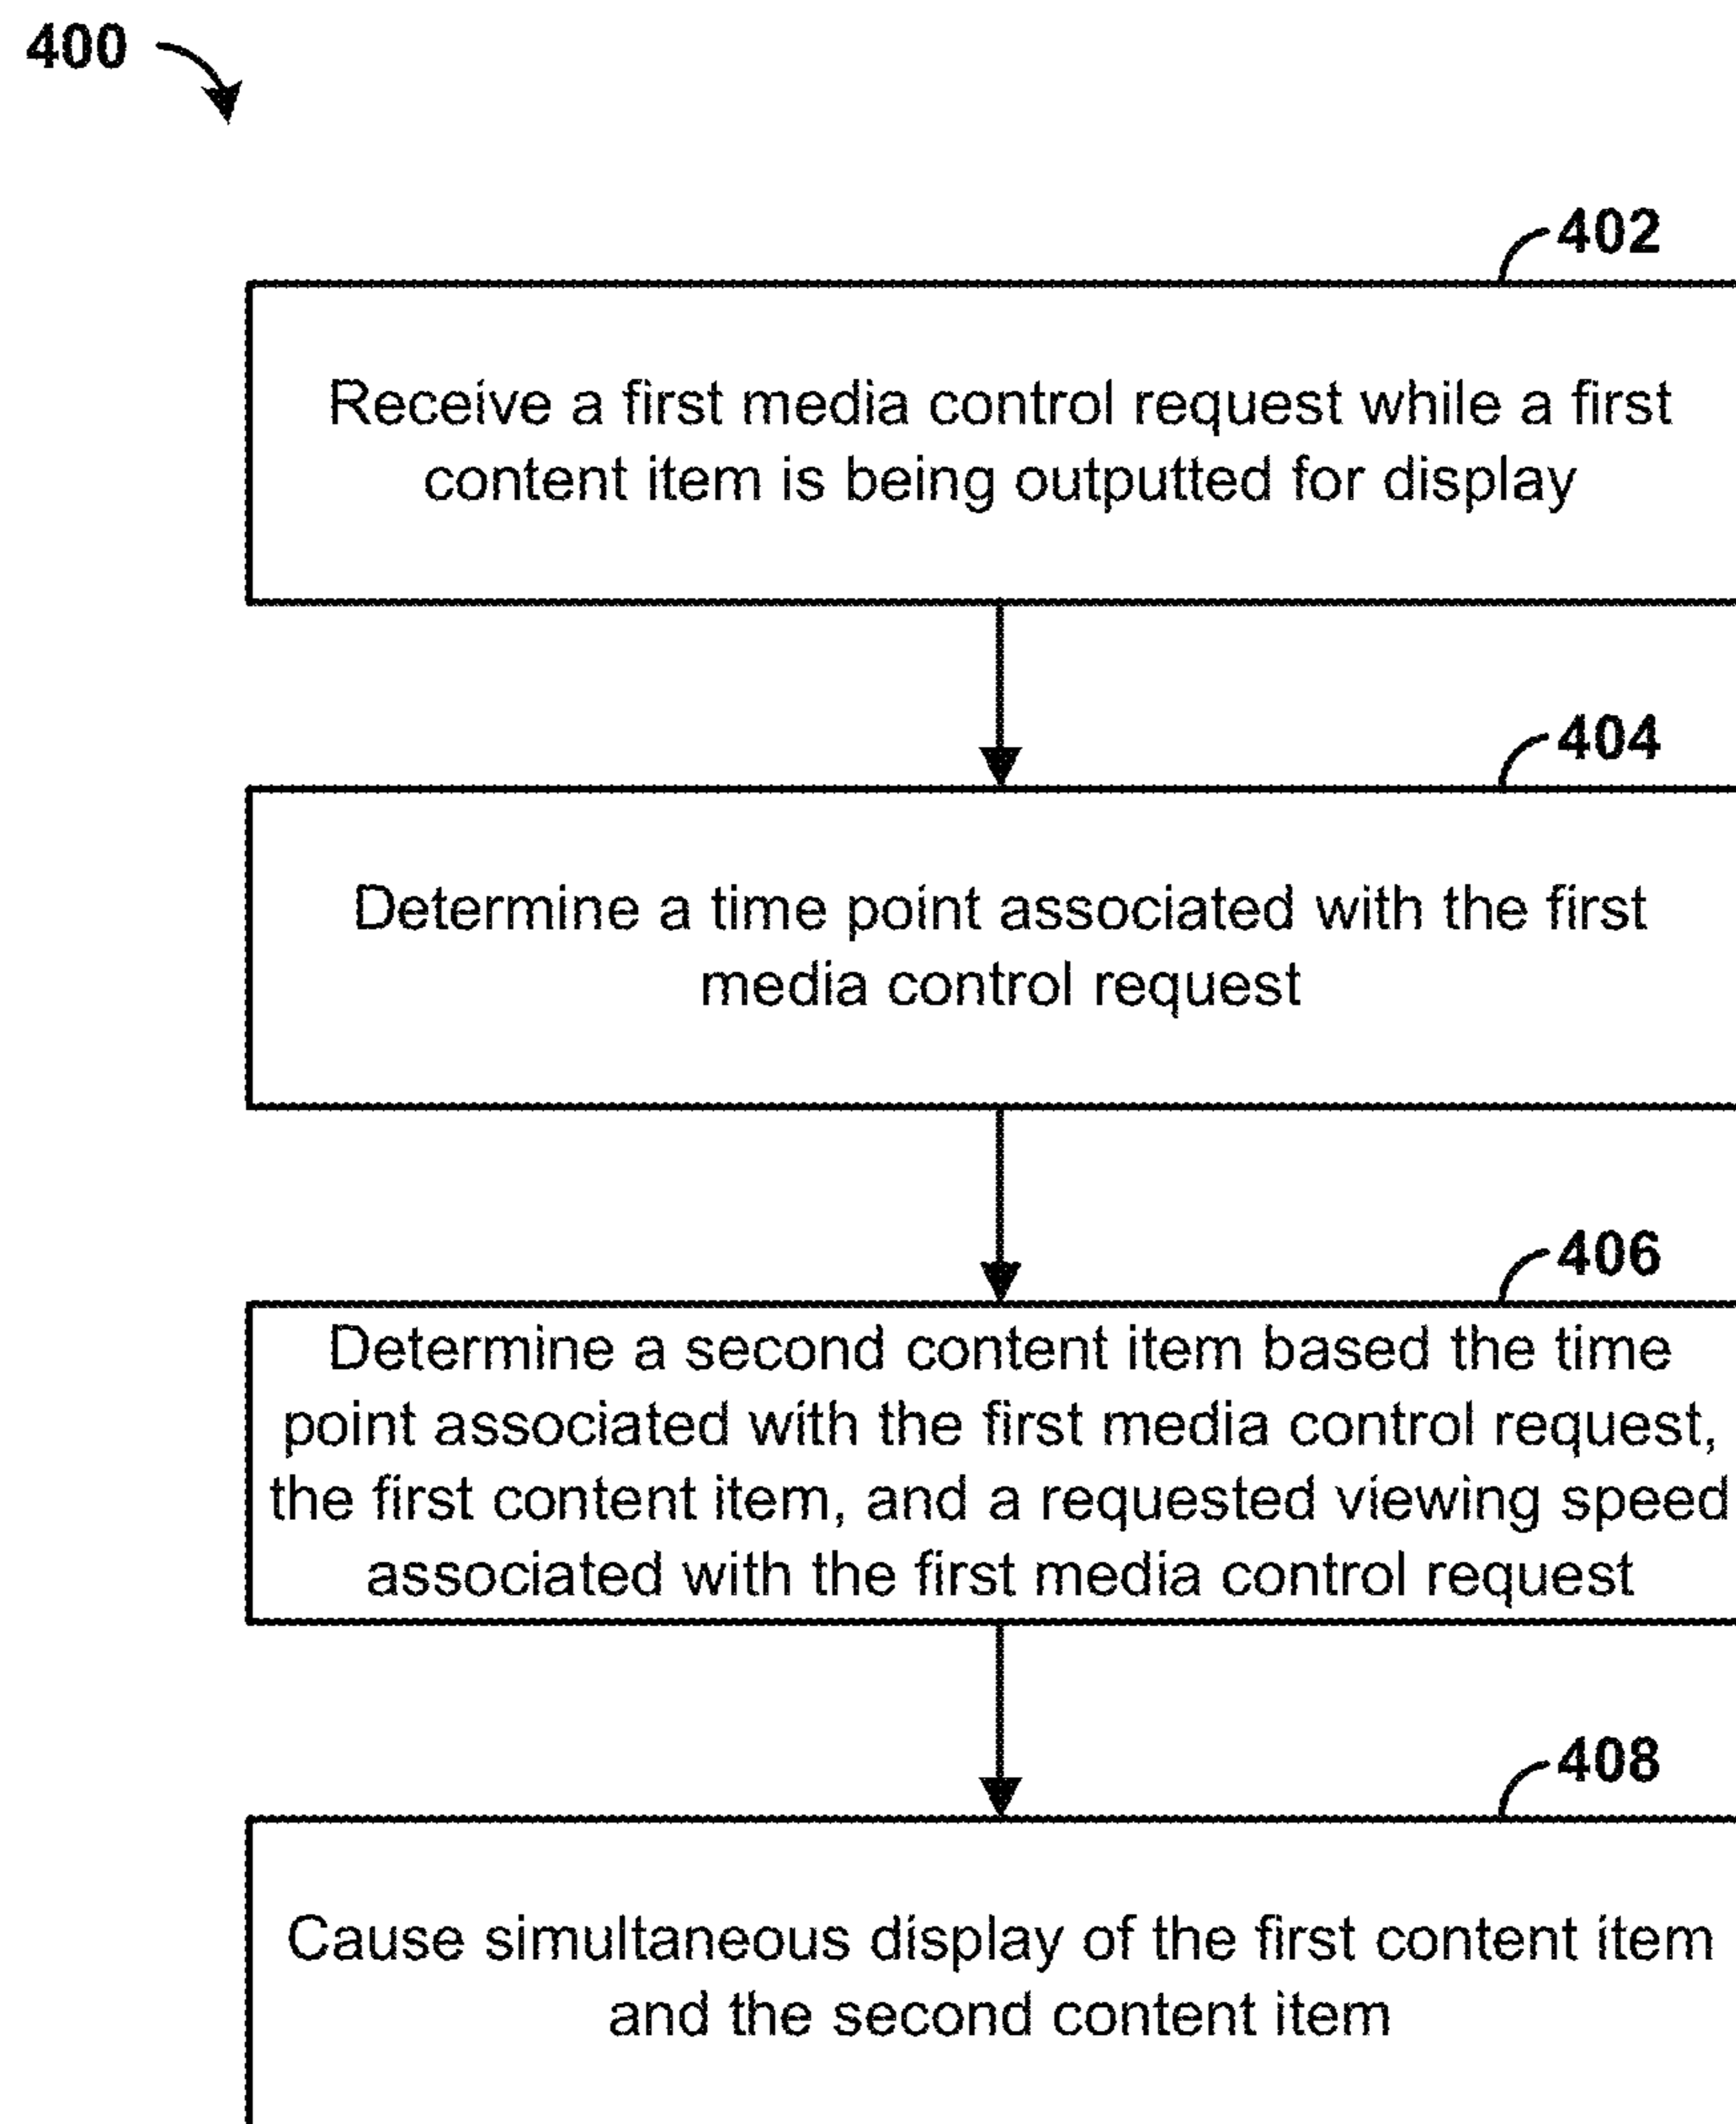 400
402
Receive a first media control request while a first
content item is being outputted for display
404
Determine a time point associated with the first
media control request
406
Determine a second content item based the time
point associated with the first media control request,
the first content item, and a requested viewing speed
associated with the first media control request
408
Cause simultaneous display of the first content item
and the second content item